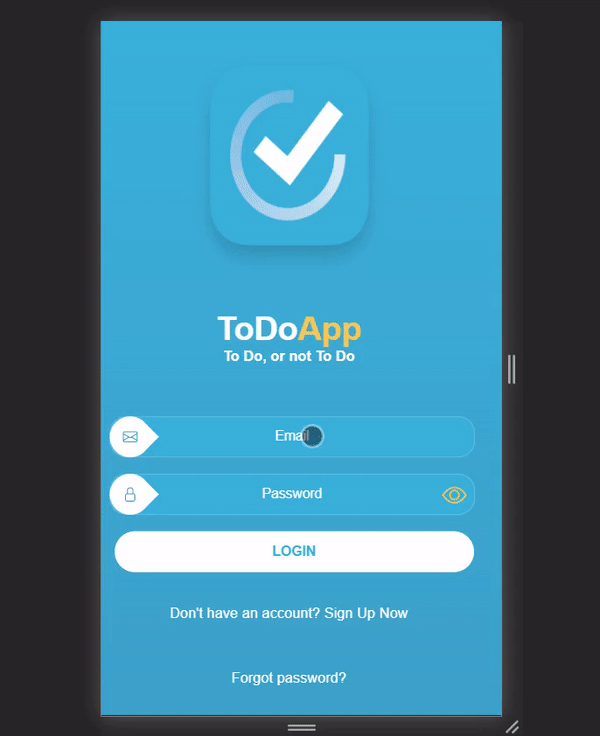 ToDoApp
To Do, or not To Do
Email
Password
LOGIN
Don't have an account? Sign Up Now
Forgot password?